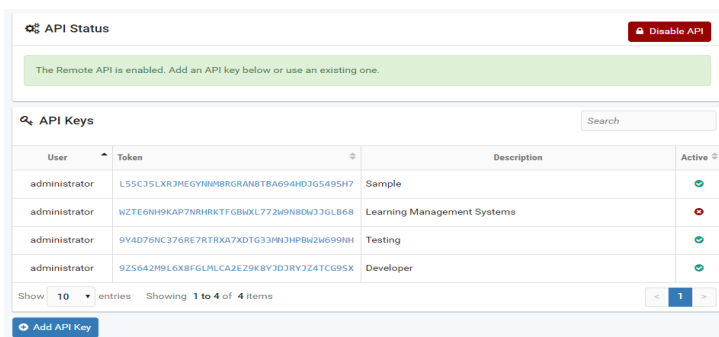 API Status
Disable API
The Remote API is enabled. Add an API key below or use an existing one.
API Keys
Search
User Token Description Active
administrator L55CJ5LXRJMEGYNNM8RGRAN8TBA694HDJG5495H7 Sample
administrator WZTE6NH9KAP7NRHRKTFGBWXL772W9N8DWJJGLB68 Learning Management Systems
administrator 9Y4D76NC376RE7RTRXA7XDTG33MNJHPBW2W699NH Testing
administrator 9ZS642M9L6X8FGLMLCA2EZ9K8YJDJRYJZ4TCG9SX Developer
Show 10 entries Showing 1 to 4 of 4 items
< 1 >
Add API Key